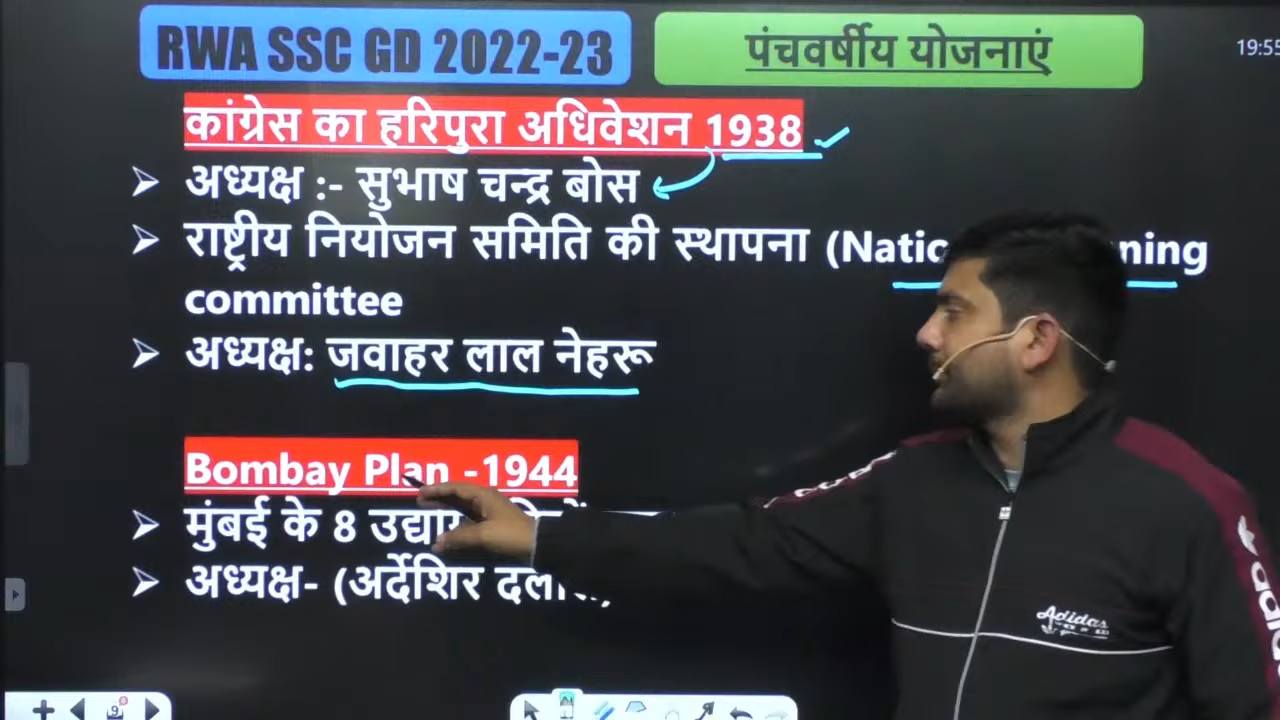 RWA SSC GD 2022-23
पंचवर्षीय योजनाएं
19:55
कांग्रेस का हरिपुरा अधिवेशन 1938
अध्यक्ष :- सुभाष चन्द्र बोस
राष्ट्रीय नियोजन समिति की स्थापना
committee
अध्यक्ष: जवाहर लाल नेहरू
Bombay Plan -1944
मुंबई के 8
अध्यक्ष- (अर्देशिर
Adidas